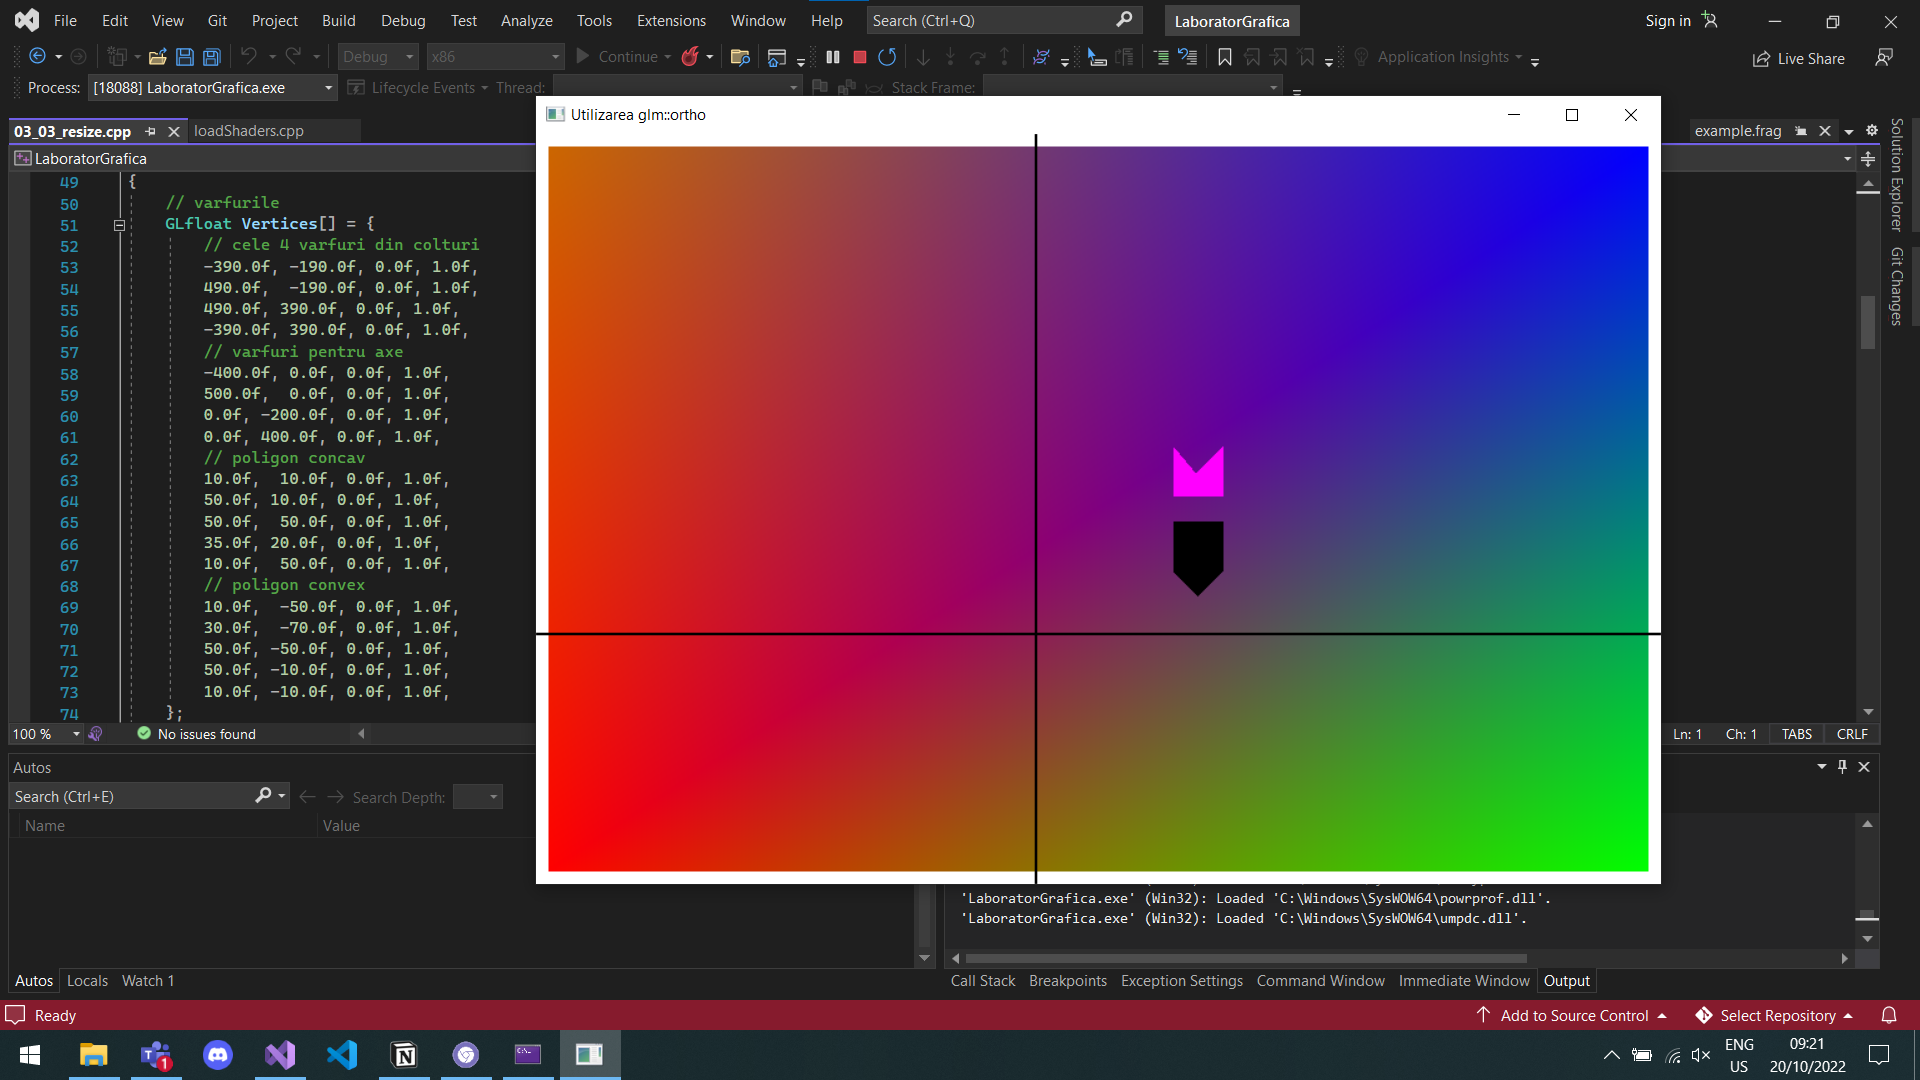 File Edit View Git Project Build Debug Test Analyze Tools Extensions Window Help Search (Ctrl+Q) LaboratorGrafica Sign in
Debug x86 Continue Application Insights Live Share
Process: [18088] LaboratorGrafica.exe Lifecycle Events Thread: Stack Frame:
Utilizarea glm::ortho
03_03_resize.cpp loadShaders.cpp example.frag
LaboratorGrafica
Solution Explorer
Git Changes
49 {
50 // varfurile
51 GLfloat Vertices[] = {
52 // cele 4 varfuri din colturi
53 -390.0f, -190.0f, 0.0f, 1.0f,
54 490.0f, -190.0f, 0.0f, 1.0f,
55 490.0f, 390.0f, 0.0f, 1.0f,
56 -390.0f, 390.0f, 0.0f, 1.0f,
57 // varfuri pentru axe
58 -400.0f, 0.0f, 0.0f, 1.0f,
59 500.0f, 0.0f, 0.0f, 1.0f,
60 0.0f, -200.0f, 0.0f, 1.0f,
61 0.0f, 400.0f, 0.0f, 1.0f,
62 // poligon concav
63 10.0f, 10.0f, 0.0f, 1.0f,
64 50.0f, 10.0f, 0.0f, 1.0f,
65 50.0f, 50.0f, 0.0f, 1.0f,
66 35.0f, 20.0f, 0.0f, 1.0f,
67 10.0f, 50.0f, 0.0f, 1.0f,
68 // poligon convex
69 10.0f, -50.0f, 0.0f, 1.0f,
70 30.0f, -70.0f, 0.0f, 1.0f,
71 50.0f, -50.0f, 0.0f, 1.0f,
72 50.0f, -10.0f, 0.0f, 1.0f,
73 10.0f, -10.0f, 0.0f, 1.0f,
74 };
100 % No issues found Ln: 1 Ch: 1 TABS CRLF
Autos
Search (Ctrl+E) Search Depth:
Name Value
'LaboratorGrafica.exe' (Win32): Loaded 'C:\Windows\SysWOW64\powrprof.dll'.
'LaboratorGrafica.exe' (Win32): Loaded 'C:\Windows\SysWOW64\umpdc.dll'.
Autos Locals Watch 1 Call Stack Breakpoints Exception Settings Command Window Immediate Window Output
Ready Add to Source Control Select Repository
1
ENG 09:21
US 20/10/2022